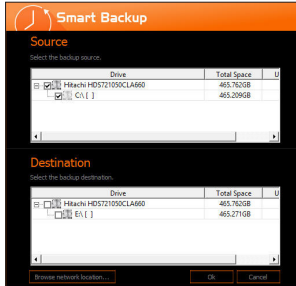 Smart Backup
Source
Select the backup source.
Drive Total Space U
Hitachi HDS721050CLA660 465.762GB
C:\ [ ] 465.209GB
Destination
Select the backup destination.
Drive Total Space U
Hitachi HDS721050CLA660 465.762GB
E:\ [ ] 465.271GB
Browse network location... Ok Cancel